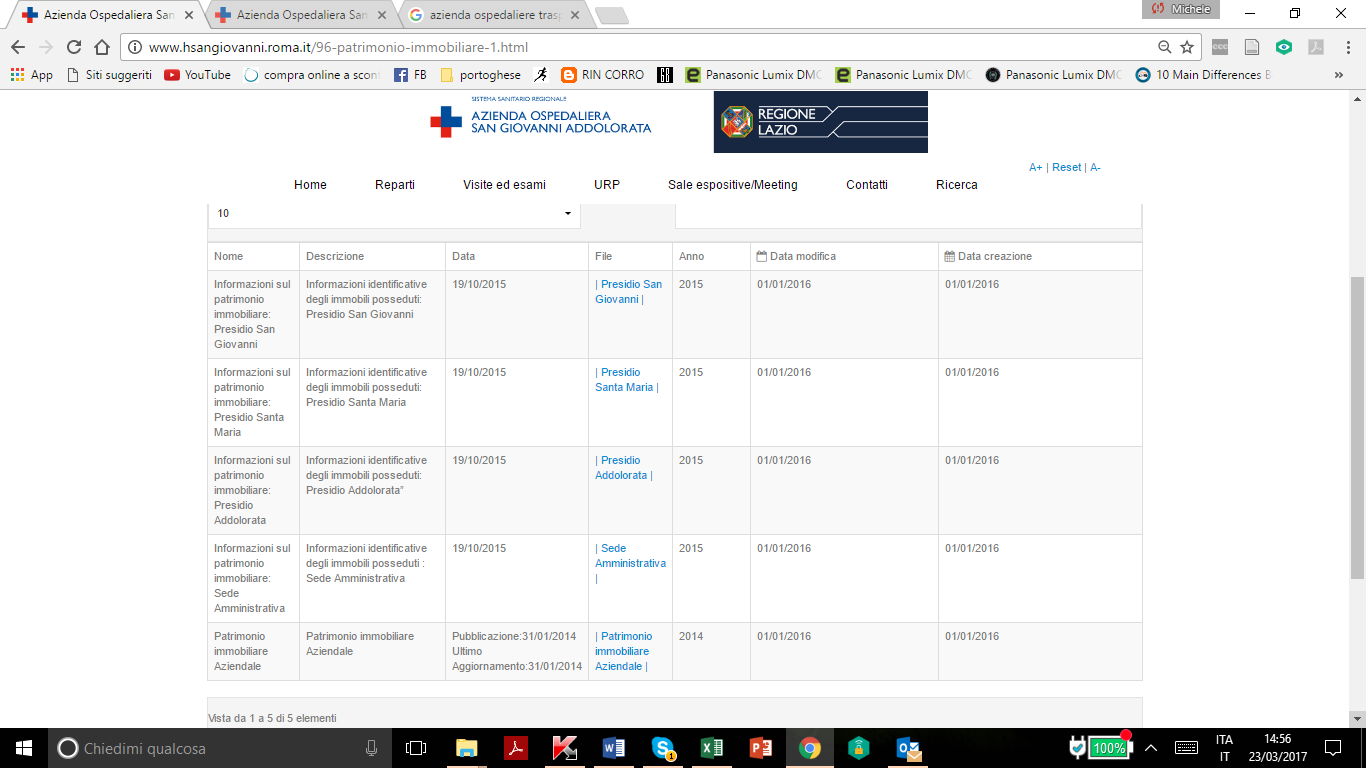 Azienda Ospedaliera San
Azienda Ospedaliera San
azienda ospedaliere trasp
Michele
www.hsangiovanni.roma.it/96-patrimonio-immobiliare-1.html
App
Siti suggeriti
YouTube
compra online a scont
FB
portoghese
RIN CORRO
Panasonic Lumix DMC
Panasonic Lumix DMC
Panasonic Lumix DMC
10 Main Differences B
SISTEMA SANITARIO REGIONALE
AZIENDA OSPEDALIERA
SAN GIOVANNI ADDOLORATA
REGIONE
LAZIO
A+ | Reset | A-
Home Reparti Visite ed esami URP Sale espositive/Meeting Contatti Ricerca
10
Nome Descrizione Data File Anno Data modifica Data creazione
Informazioni sul
patrimonio
immobiliare:
Presidio San
Giovanni
Informazioni identificative
degli immobili posseduti:
Presidio San Giovanni
19/10/2015
| Presidio San
Giovanni |
2015
01/01/2016
01/01/2016
Informazioni sul
patrimonio
immobiliare:
Presidio Santa
Maria
Informazioni identificative
degli immobili posseduti:
Presidio Santa Maria
19/10/2015
| Presidio
Santa Maria |
2015
01/01/2016
01/01/2016
Informazioni sul
patrimonio
immobiliare:
Presidio
Addolorata
Informazioni identificative
degli immobili posseduti:
Presidio Addolorata"
19/10/2015
| Presidio
Addolorata |
2015
01/01/2016
01/01/2016
Informazioni sul
patrimonio
immobiliare:
Sede
Amministrativa
Informazioni identificative
degli immobili posseduti :
Sede Amministrativa
19/10/2015
| Sede
Amministrativa
|
2015
01/01/2016
01/01/2016
Patrimonio
immobiliare
Aziendale
Patrimonio immobiliare
Aziendale
Pubblicazione:31/01/2014
Ultimo
Aggiornamento:31/01/2014
| Patrimonio
immobiliare
Aziendale |
2014
01/01/2016
01/01/2016
Vista da 1 a 5 di 5 elementi
Chiedimi qualcosa
1
100%
ITA
IT
14:56
23/03/2017